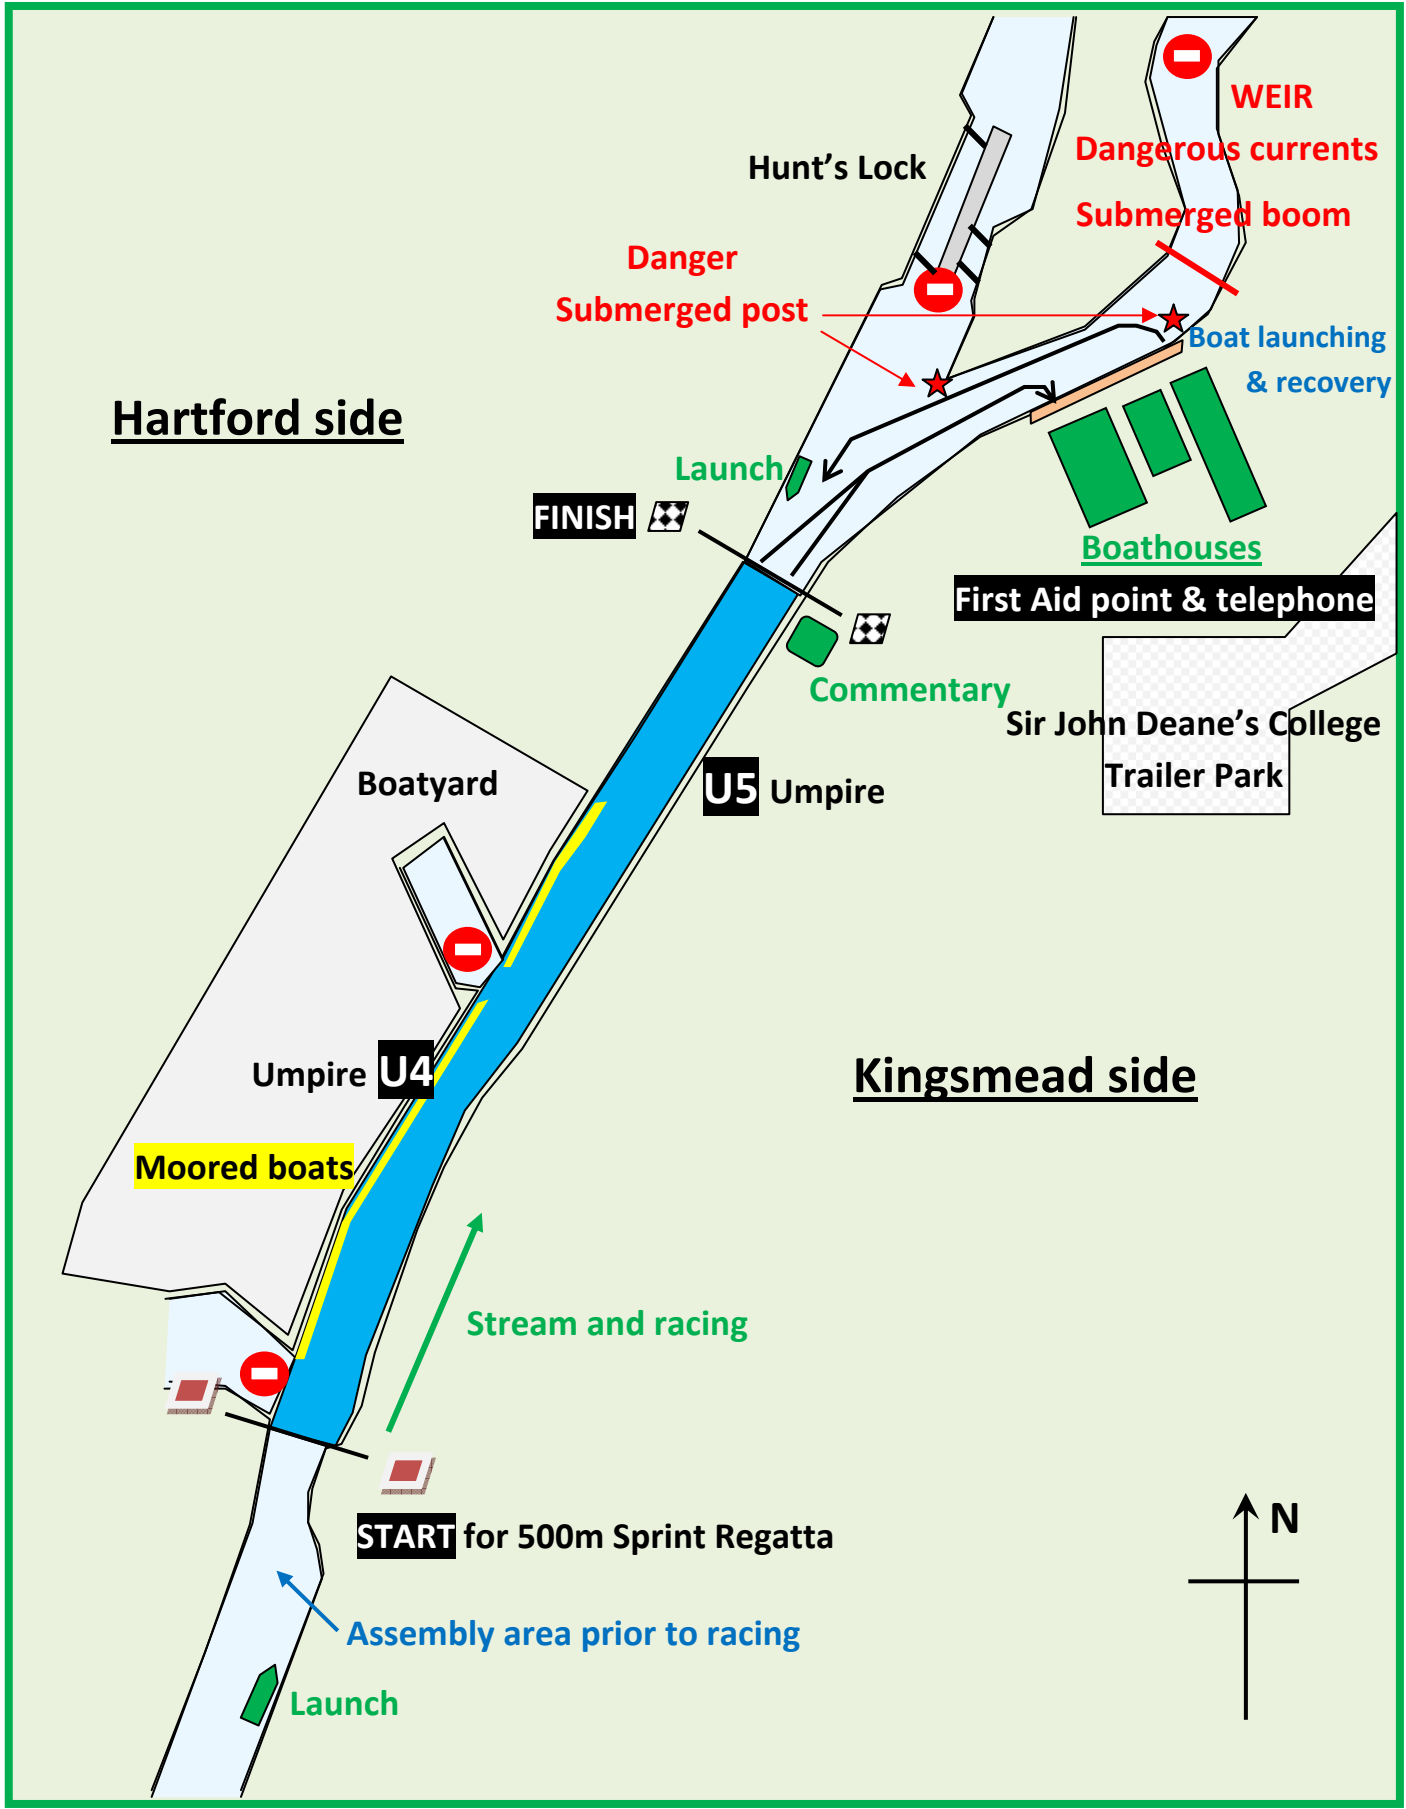 WEIR
Dangerous currents
Hunt's Lock
Submerged boom
Danger
Submerged post
Boat launching
& recovery
Hartford side
Launch
FINISH
Boathouses
First Aid point & telephone
Commentary
Sir John Deane's College
Trailer Park
Boatyard
U5 Umpire
Umpire U4
Kingsmead side
Moored boats
Stream and racing
START for 500m Sprint Regatta
N
Assembly area prior to racing
Launch